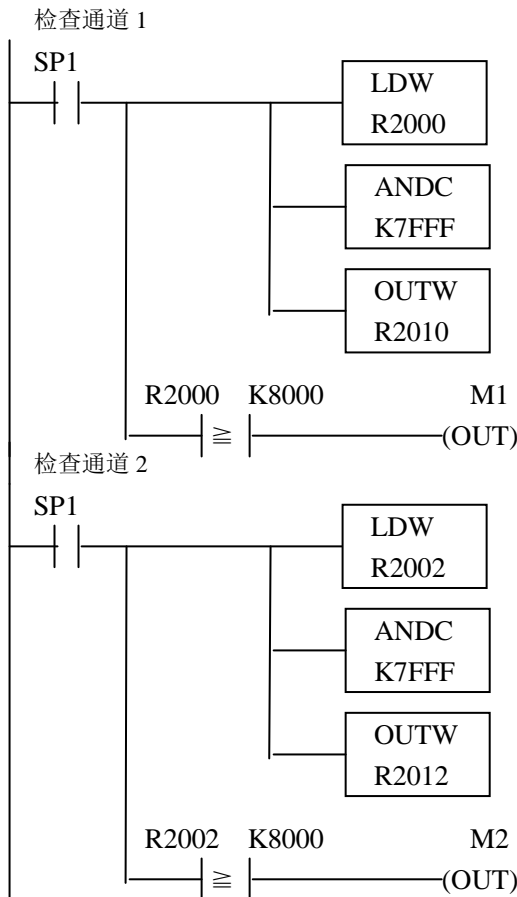 检查通道 1
SP1
LDW
R2000
ANDC
K7FFF
OUTW
R2010
R2000 ≧ K8000 M1
(OUT)
检查通道 2
SP1
LDW
R2002
ANDC
K7FFF
OUTW
R2012
R2002 ≧ K8000 M2
(OUT)